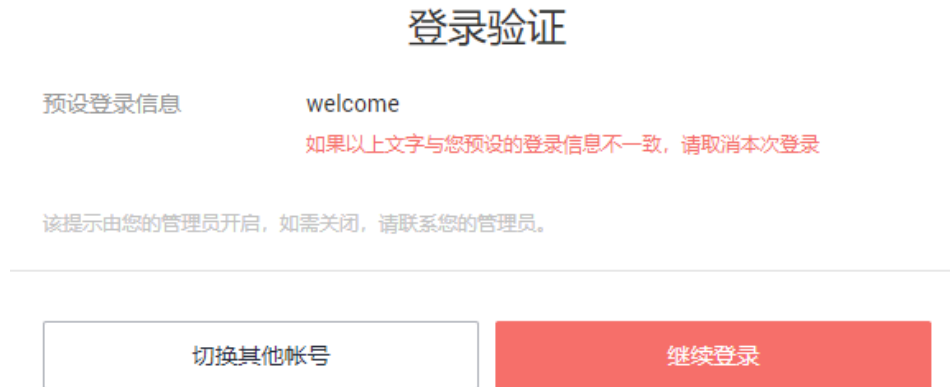 登录验证
预设登录信息 welcome
如果以上文字与您预设的登录信息不一致，请取消本次登录
该提示由您的管理员开启，如需关闭，请联系您的管理员。
切换其他帐号 继续登录